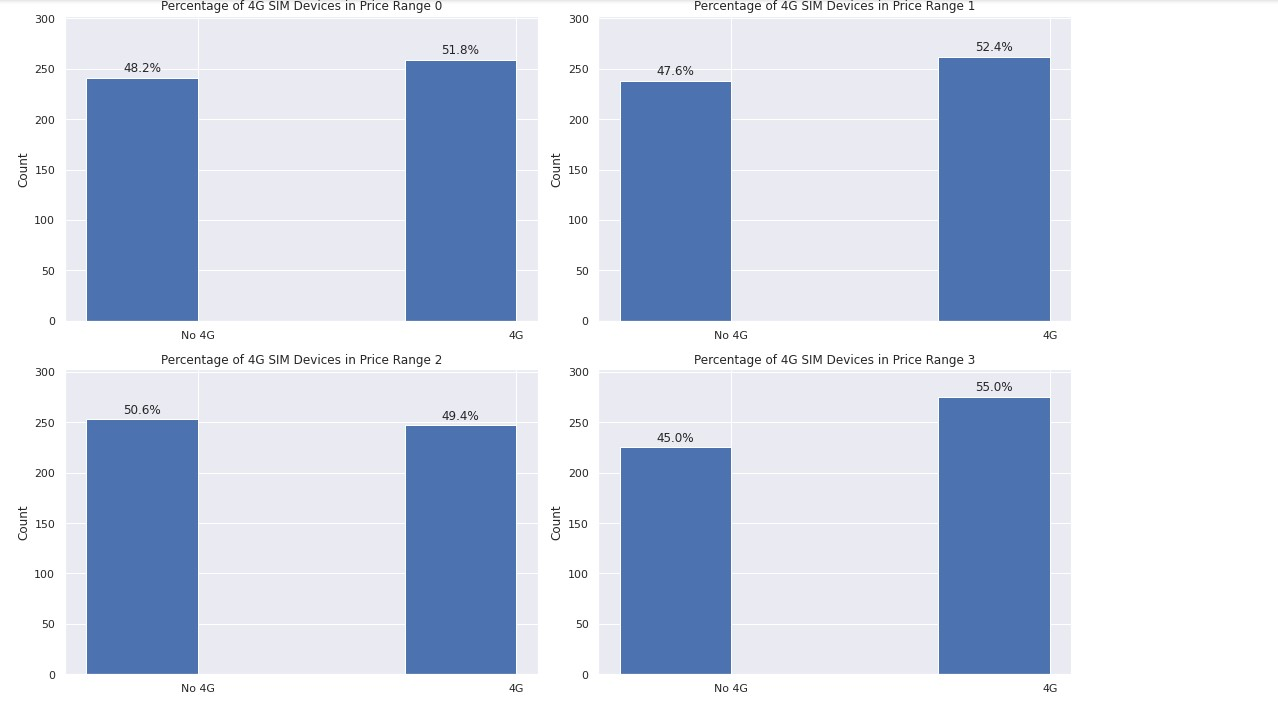 Percentage of 4G SIM Devices in Price Range 0
300
250
200
150
100
50
0
Count
48.2%
51.8%
No 4G
4G
Percentage of 4G SIM Devices in Price Range 1
300
250
200
150
100
50
0
Count
47.6%
52.4%
No 4G
4G
Percentage of 4G SIM Devices in Price Range 2
300
250
200
150
100
50
0
Count
50.6%
49.4%
No 4G
4G
Percentage of 4G SIM Devices in Price Range 3
300
250
200
150
100
50
0
Count
45.0%
55.0%
No 4G
4G